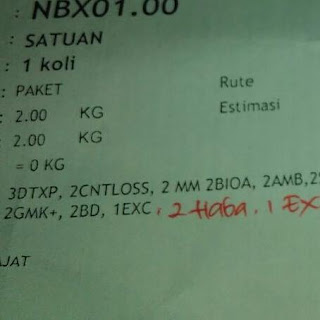 : NBX01.00
: SATUAN
: 1 koli
: PAKET Rute
: 2.00 KG Estimasi
: 2.00 KG
= 0 KG
3DTXP, 2CNTLOSS, 2 MM 2BIOA, 2AMB,
2GMK+, 2BD, 1EXC, 2 Haba, 1 EX
JAT